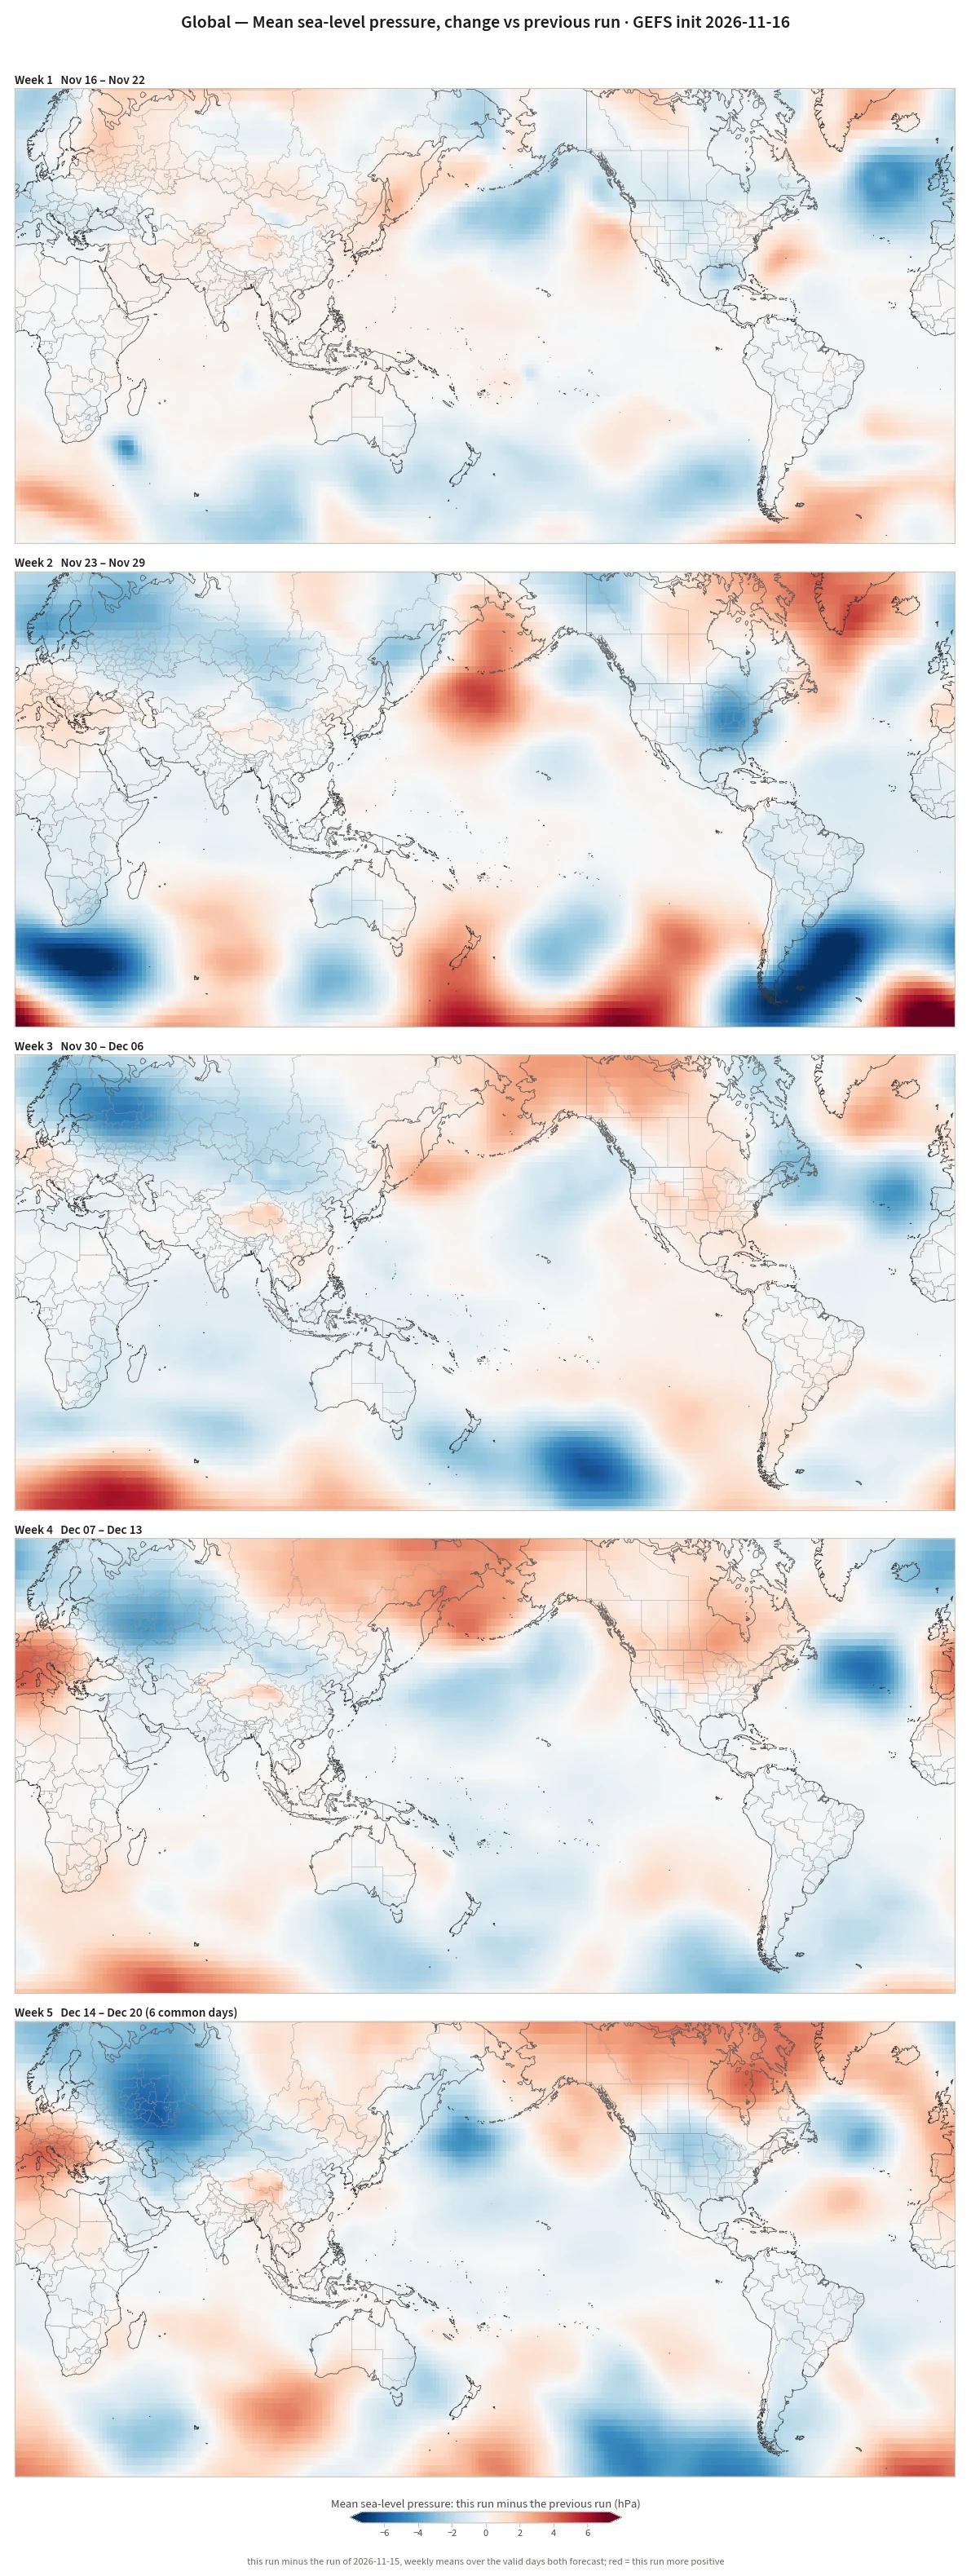 Global — Mean sea-level pressure, change vs previous run · GEFS init 2026-11-16
Week 1 Nov 16 – Nov 22
Week 2 Nov 23 – Nov 29
Week 3 Nov 30 – Dec 06
Week 4 Dec 07 – Dec 13
Week 5 Dec 14 – Dec 20 (6 common days)
Mean sea-level pressure: this run minus the previous run (hPa)
−6 −4 −2 0 2 4 6
this run minus the run of 2026-11-15, weekly means over the valid days both forecast; red = this run more positive